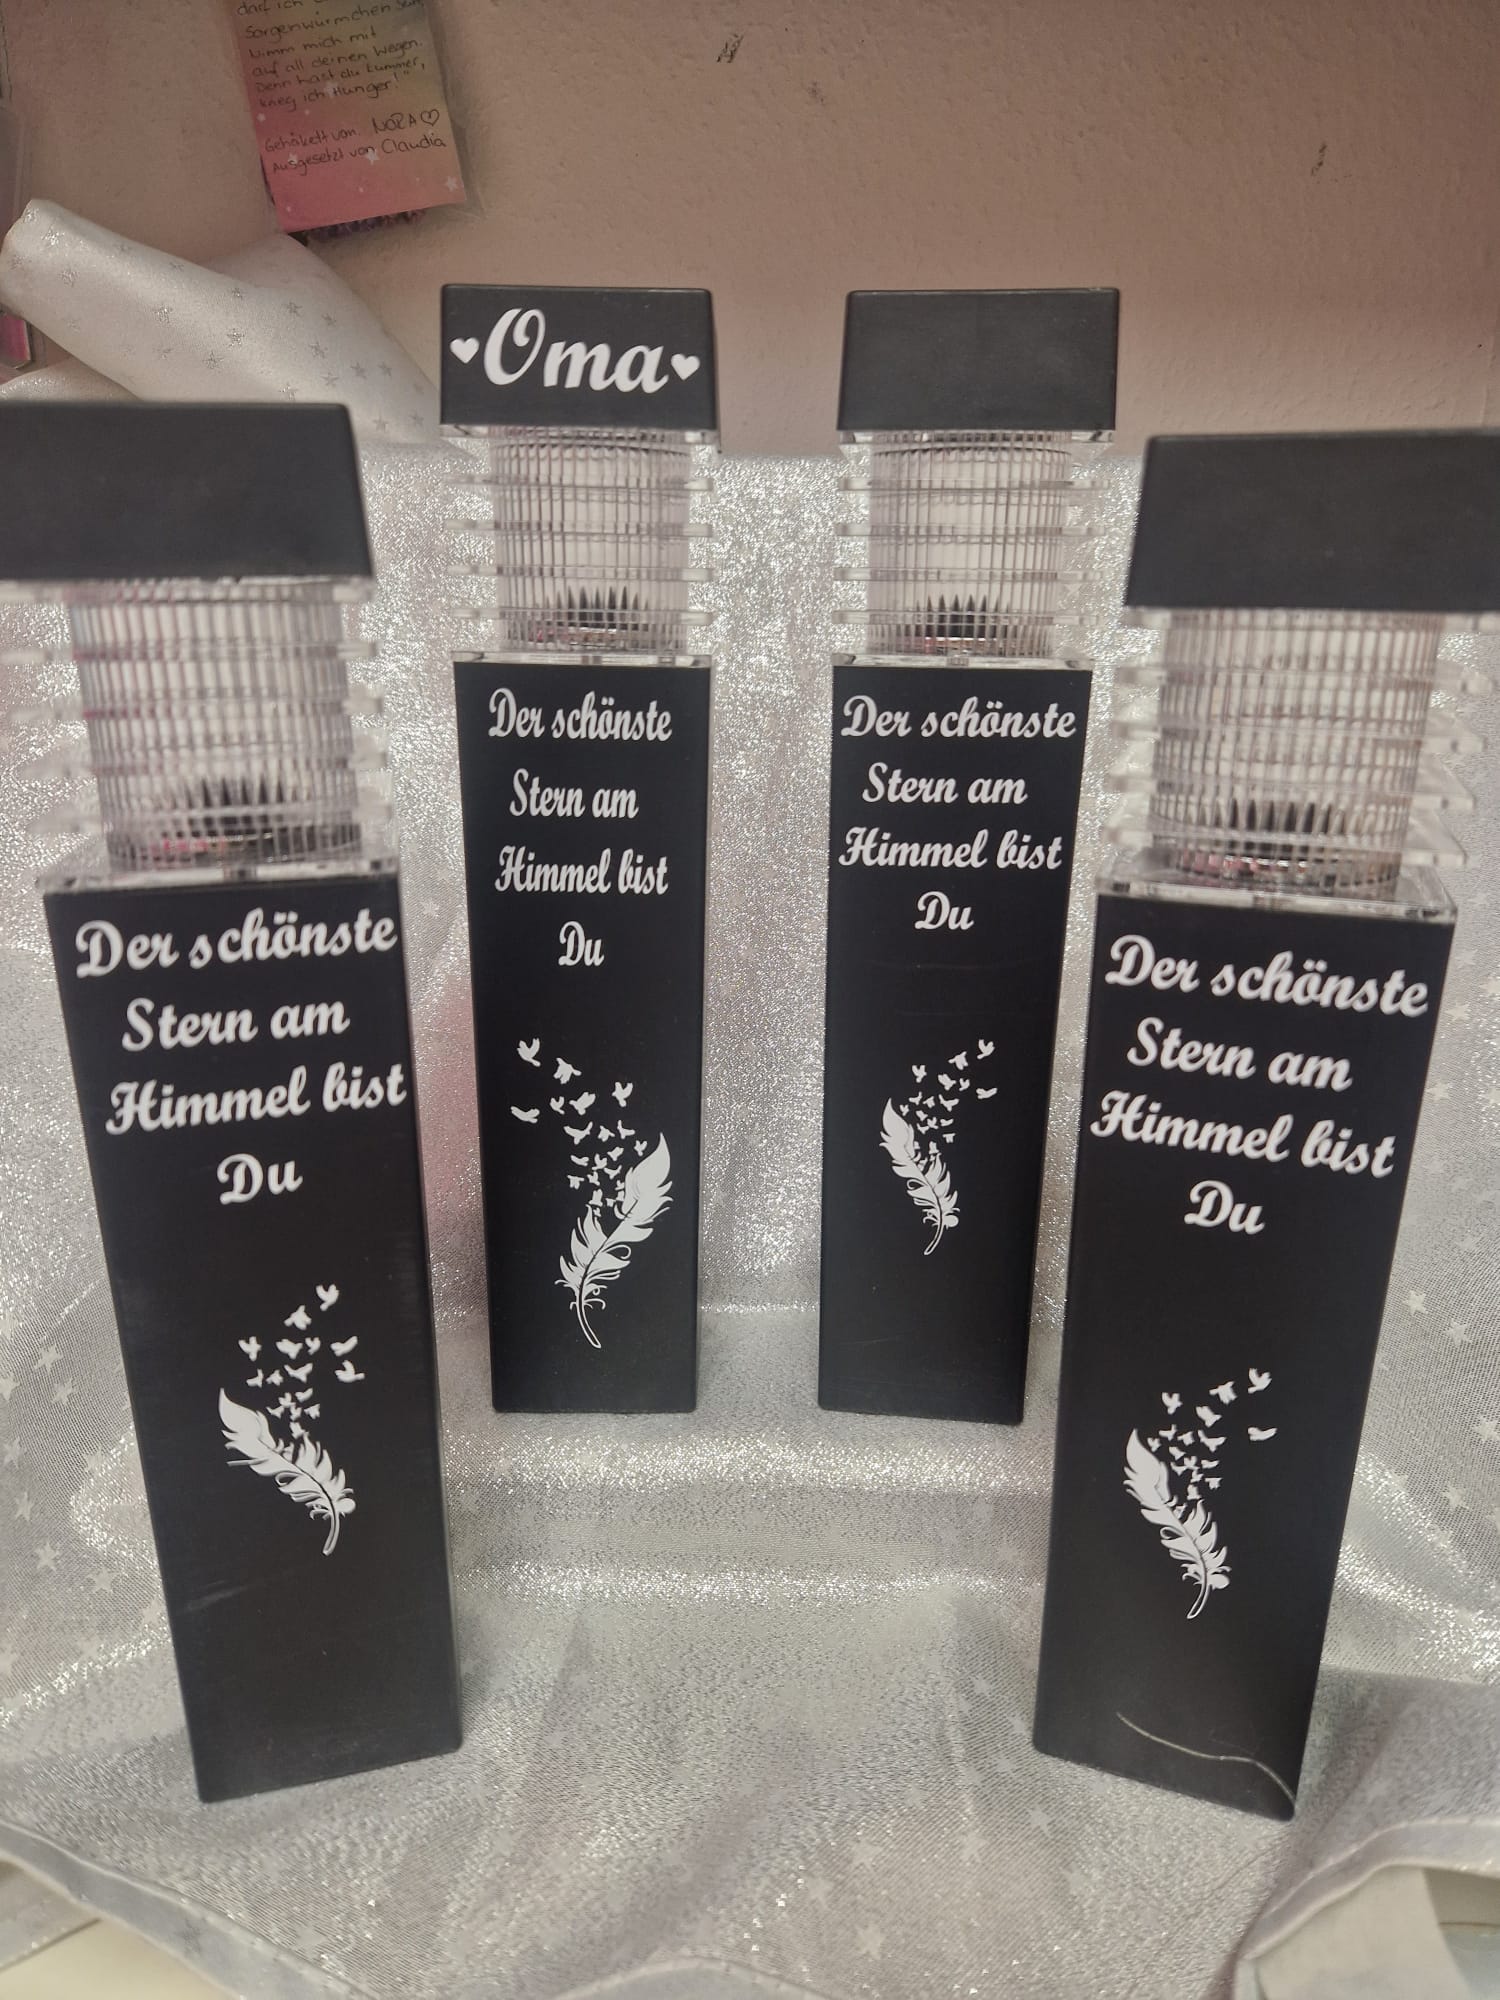 Sorgenwürmchen sein,
Nimm mich mit
auf all deinen Wegen.
Denn hast du Kummer,
krieg ich Hunger!"
Gehäkelt von NORA
Ausgesetzt von Claudia
Oma
Der schönste
Stern am
Himmel bist
Du
Der schönste
Stern am
Himmel bist
Du
Der schönste
Stern am
Himmel bist
Du
Der schönste
Stern am
Himmel bist
Du